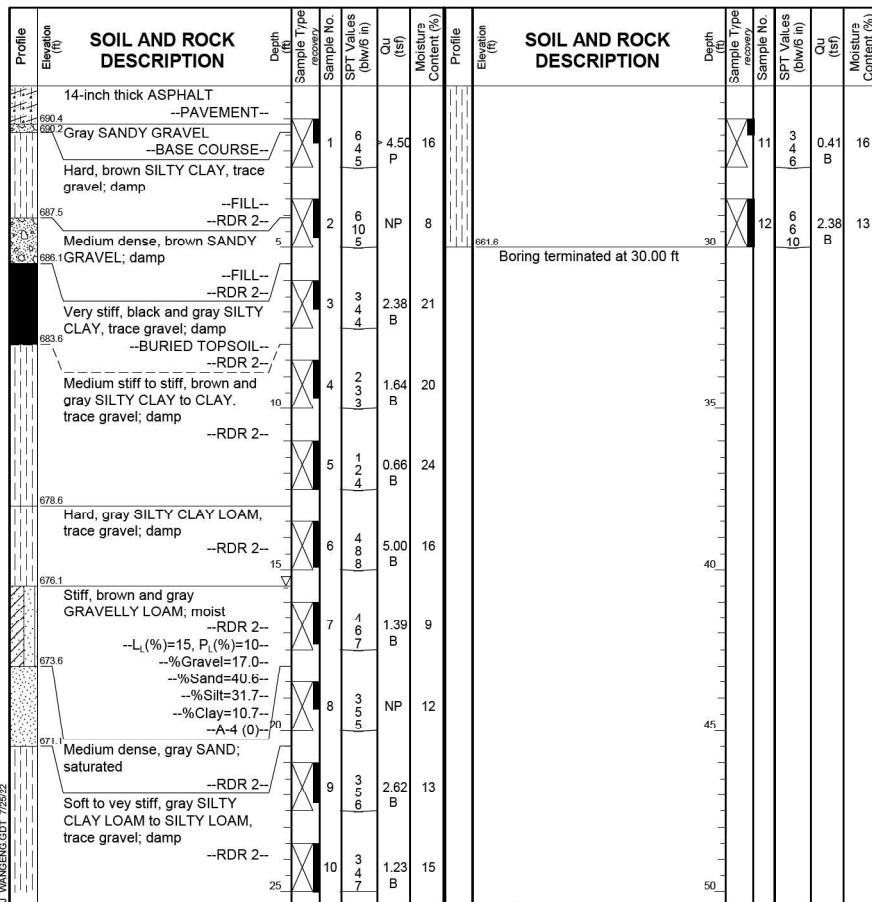 Profile
Elevation (ft)
SOIL AND ROCK DESCRIPTION
Depth (ft)
Sample Type
recovery
Sample No.
SPT Values (blw/6 in)
Qu (tsf)
Moisture Content (%)
Profile
Elevation (ft)
SOIL AND ROCK DESCRIPTION
Depth (ft)
Sample Type
recovery
Sample No.
SPT Values (blw/6 in)
Qu (tsf)
Moisture Content (%)
14-inch thick ASPHALT
--PAVEMENT--
690.4
690.2
Gray SANDY GRAVEL
--BASE COURSE--
1
6
4
5
> 4.50
P
16
Hard, brown SILTY CLAY, trace
gravel; damp
--FILL--
--RDR 2--
687.5
2
6
10
5
NP
8
5
Medium dense, brown SANDY
GRAVEL; damp
686.1
--FILL--
--RDR 2--
3
3
4
4
2.38
B
21
Very stiff, black and gray SILTY
CLAY, trace gravel; damp
683.6
--BURIED TOPSOIL--
--RDR 2--
4
2
3
3
1.64
B
20
Medium stiff to stiff, brown and
gray SILTY CLAY to CLAY,
trace gravel; damp
10
--RDR 2--
5
1
2
4
0.66
B
24
678.6
Hard, gray SILTY CLAY LOAM,
trace gravel; damp
--RDR 2--
15
6
4
8
8
5.00
B
16
676.1
Stiff, brown and gray
GRAVELLY LOAM; moist
--RDR 2--
--LL(%)=15, PL(%)=10--
--%Gravel=17.0--
7
4
6
7
1.39
B
9
673.6
--%Sand=40.6--
--%Silt=31.7--
--%Clay=10.7--
--A-4 (0)--
20
8
3
5
5
NP
12
671.1
Medium dense, gray SAND;
saturated
--RDR 2--
9
3
5
6
2.62
B
13
Soft to vey stiff, gray SILTY
CLAY LOAM to SILTY LOAM,
trace gravel; damp
--RDR 2--
25
10
3
4
7
1.23
B
15
11
3
4
6
0.41
B
16
12
6
6
10
2.38
B
13
661.6
30
Boring terminated at 30.00 ft
35
40
45
50
WANGENG.GDT 7/25/22